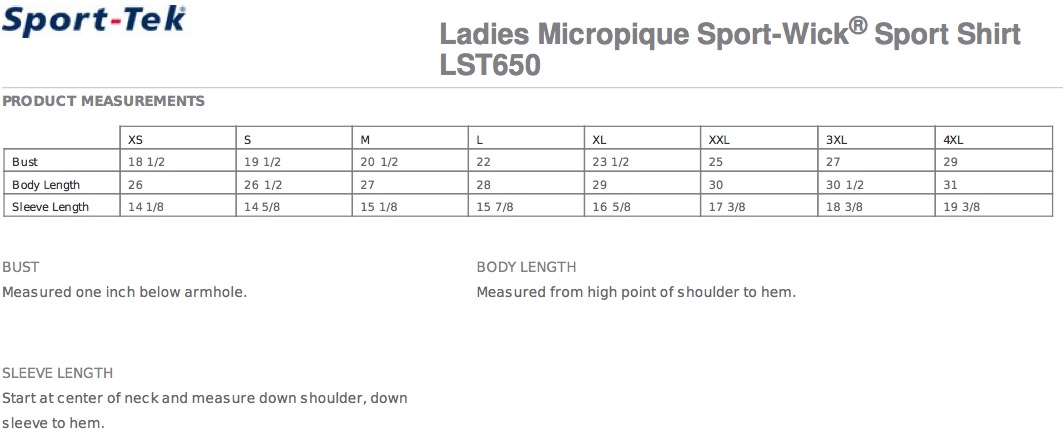 Sport-Tek
Ladies Micropique Sport-Wick® Sport Shirt
LST650
PRODUCT MEASUREMENTS
XS S M L XL XXL 3XL 4XL
Bust 18 1/2 19 1/2 20 1/2 22 23 1/2 25 27 29
Body Length 26 26 1/2 27 28 29 30 30 1/2 31
Sleeve Length 14 1/8 14 5/8 15 1/8 15 7/8 16 5/8 17 3/8 18 3/8 19 3/8
BUST
Measured one inch below armhole.
BODY LENGTH
Measured from high point of shoulder to hem.
SLEEVE LENGTH
Start at center of neck and measure down shoulder, down
sleeve to hem.